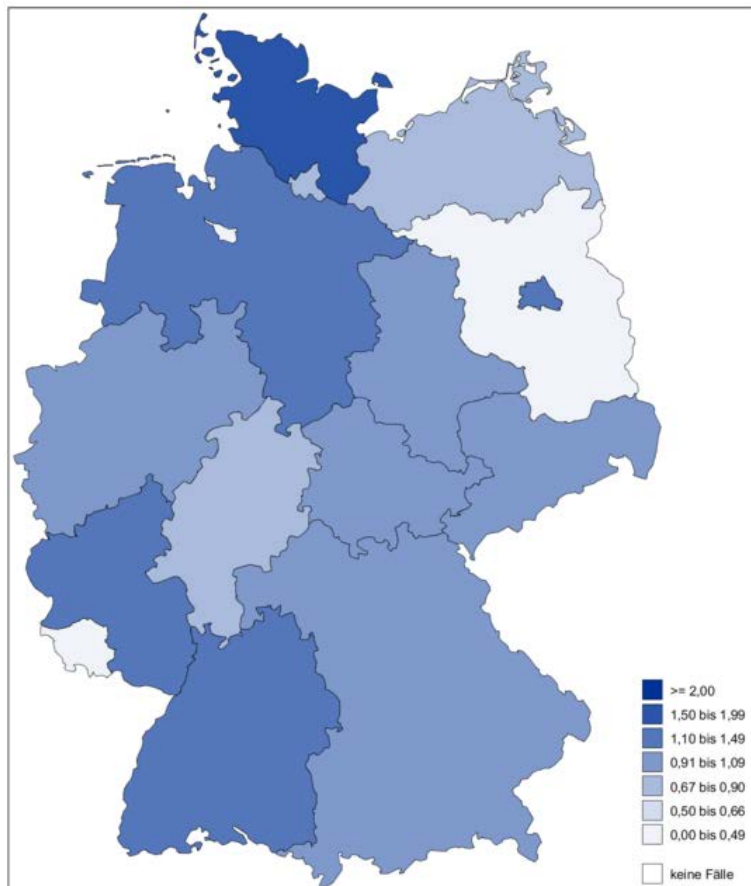 >= 2,00
1,50 bis 1,99
1,10 bis 1,49
0,91 bis 1,09
0,67 bis 0,90
0,50 bis 0,66
0,00 bis 0,49
keine Fälle